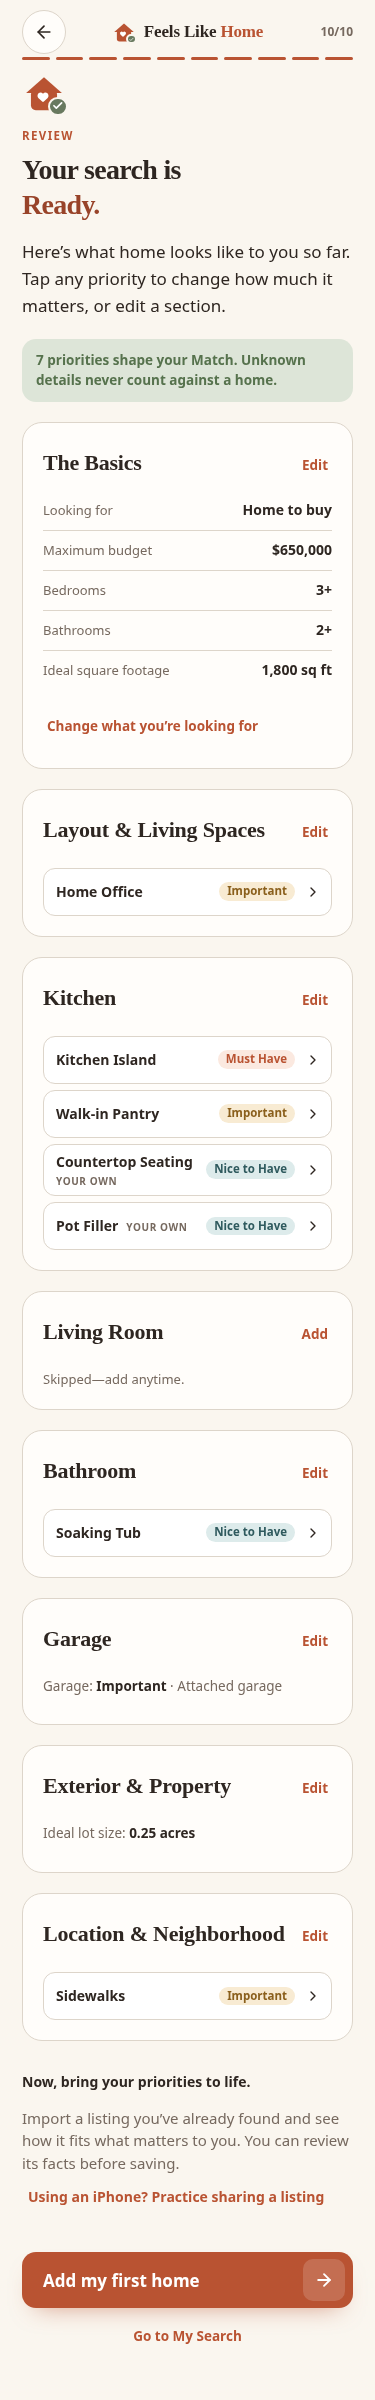 Feels Like Home
10/10
REVIEW
Your search is
Ready.
Here’s what home looks like to you so far.
Tap any priority to change how much it
matters, or edit a section.
7 priorities shape your Match. Unknown
details never count against a home.
The Basics Edit
Looking for Home to buy
Maximum budget $650,000
Bedrooms 3+
Bathrooms 2+
Ideal square footage 1,800 sq ft
Change what you’re looking for
Layout & Living Spaces Edit
Home Office Important
Kitchen Edit
Kitchen Island Must Have
Walk-in Pantry Important
Countertop Seating Nice to Have
YOUR OWN
Pot Filler YOUR OWN Nice to Have
Living Room Add
Skipped—add anytime.
Bathroom Edit
Soaking Tub Nice to Have
Garage Edit
Garage: Important · Attached garage
Exterior & Property Edit
Ideal lot size: 0.25 acres
Location & Neighborhood Edit
Sidewalks Important
Now, bring your priorities to life.
Import a listing you’ve already found and see
how it fits what matters to you. You can review
its facts before saving.
Using an iPhone? Practice sharing a listing
Add my first home
Go to My Search